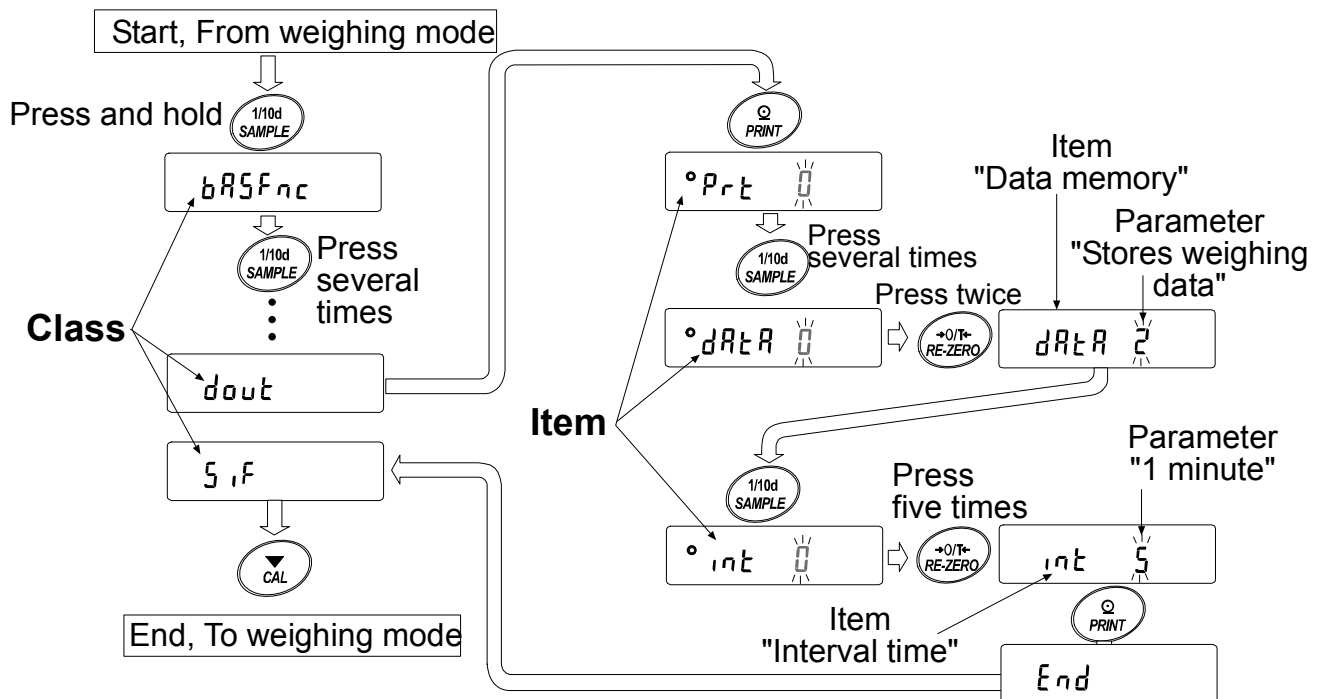 Start, From weighing mode
Press and hold
1/10d
SAMPLE
bASFnc
1/10d
SAMPLE
Press
several
times
Class
dout
S iF
CAL
End, To weighing mode
PRINT
Prt 0
1/10d
SAMPLE
Press
several times
dAtA 0
Press twice
→0/T←
RE-ZERO
Item
"Data memory"
Parameter
"Stores weighing
data"
dAtA 2
Item
1/10d
SAMPLE
int 0
Press
five times
→0/T←
RE-ZERO
Parameter
"1 minute"
int 5
Item
"Interval time"
PRINT
End